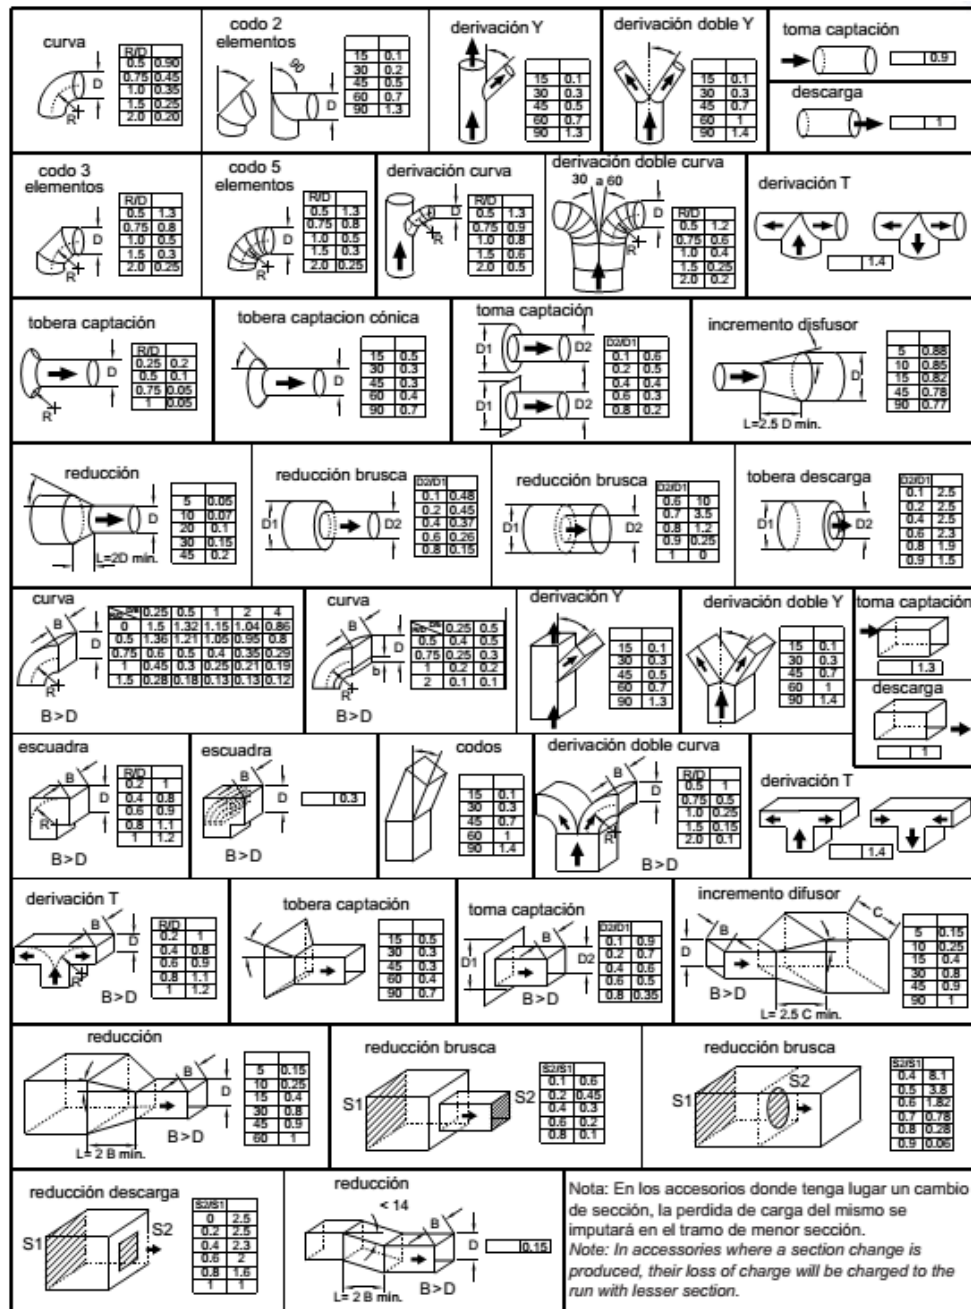 curva
R/D
0.5 0.90
0.75 0.45
1.0 0.35
1.5 0.25
2.0 0.20
D
R
codo 2
elementos
90
D
15 0.1
30 0.2
45 0.5
60 0.7
90 1.3
derivación Y
15 0.1
30 0.3
45 0.5
60 0.7
90 1.3
derivación doble Y
15 0.1
30 0.3
45 0.7
60 1
90 1.4
toma captación
0.9
descarga
1
codo 3
elementos
R/D
0.5 1.3
0.75 0.8
1.0 0.5
1.5 0.3
2.0 0.25
D
R
codo 5
elementos
R/D
0.5 1.3
0.75 0.8
1.0 0.5
1.5 0.3
2.0 0.25
D
R
derivación curva
R/D
0.5 1.3
0.75 0.9
1.0 0.8
1.5 0.6
2.0 0.5
D
R
derivación doble curva
30 a 60
R/D
0.5 1.2
0.75 0.6
1.0 0.4
1.5 0.25
2.0 0.2
D
R
derivación T
1.4
tobera captación
R/D
0.25 0.2
0.5 0.1
0.75 0.05
1 0.05
D
R
tobera captacion cónica
15 0.5
30 0.3
45 0.3
60 0.4
90 0.7
D
toma captación
D1 D2
D1 D2
D2/D1
0.1 0.6
0.2 0.5
0.4 0.4
0.6 0.3
0.8 0.2
incremento disfusor
5 0.88
10 0.85
15 0.82
45 0.78
90 0.77
D
L=2.5 D min.
reducción
5 0.05
10 0.07
20 0.1
30 0.15
45 0.2
D
L=2D min.
reducción brusca
D2/D1
0.1 0.48
0.2 0.45
0.4 0.37
0.6 0.26
0.8 0.15
D1 D2
reducción brusca
D2/D1
0.6 10
0.7 3.5
0.8 1.2
0.9 0.25
1 0
D1 D2
tobera descarga
D2/D1
0.1 2.5
0.2 2.5
0.4 2.5
0.6 2.3
0.8 1.9
0.9 1.5
D1 D2
curva
0.25 0.5 1 2 4
0 1.5 1.32 1.15 1.04 0.86
0.5 1.36 1.21 1.05 0.95 0.8
0.75 0.6 0.5 0.4 0.35 0.29
1 0.45 0.3 0.25 0.21 0.19
1.5 0.28 0.18 0.13 0.13 0.12
B
D
R
B>D
curva
0.25 0.5
0.5 0.4 0.5
0.75 0.25 0.3
1 0.2 0.2
2 0.1 0.1
B
D
b
R
B>D
derivación Y
15 0.1
30 0.3
45 0.5
60 0.7
90 1.3
derivación doble Y
15 0.1
30 0.3
45 0.7
60 1
90 1.4
toma captación
1.3
descarga
1
escuadra
R/D
0.2 1
0.4 0.8
0.6 0.9
0.8 1.1
1 1.2
B
D
R
B>D
escuadra
B
D
0.3
B>D
codos
15 0.1
30 0.3
45 0.7
60 1
90 1.4
derivación doble curva
R/D
0.5 1
0.75 0.5
1.0 0.25
1.5 0.15
2.0 0.1
B
D
R
B>D
derivación T
1.4
derivación T
R/D
0.2 1
0.4 0.8
0.6 0.9
0.8 1.1
1 1.2
B
D
R
B>D
tobera captación
15 0.5
30 0.3
45 0.3
60 0.4
90 0.7
toma captación
D2/D1
0.1 0.9
0.2 0.7
0.4 0.6
0.6 0.5
0.8 0.35
B
D1 D2
B>D
incremento difusor
5 0.15
10 0.25
15 0.4
30 0.8
45 0.9
90 1
B
C
D
B>D
L= 2.5 C min.
reducción
5 0.15
10 0.25
15 0.4
30 0.8
45 0.9
60 1
B
D
B>D
L= 2 B min.
reducción brusca
S1 S2
S2/S1
0.1 0.6
0.2 0.45
0.4 0.3
0.6 0.2
0.8 0.1
reducción brusca
S1 S2
S2/S1
0.4 8.1
0.5 3.8
0.6 1.82
0.7 0.78
0.8 0.28
0.9 0.06
reducción descarga
S1 S2
S2/S1
0 2.5
0.2 2.5
0.4 2.3
0.6 2
0.8 1.6
1 1
reducción
< 14
B
D
0.15
B>D
L= 2 B min.
Nota: En los accesorios donde tenga lugar un cambio
de sección, la perdida de carga del mismo se
imputará en el tramo de menor sección.
Note: In accessories where a section change is
produced, their loss of charge will be charged to the
run with lesser section.